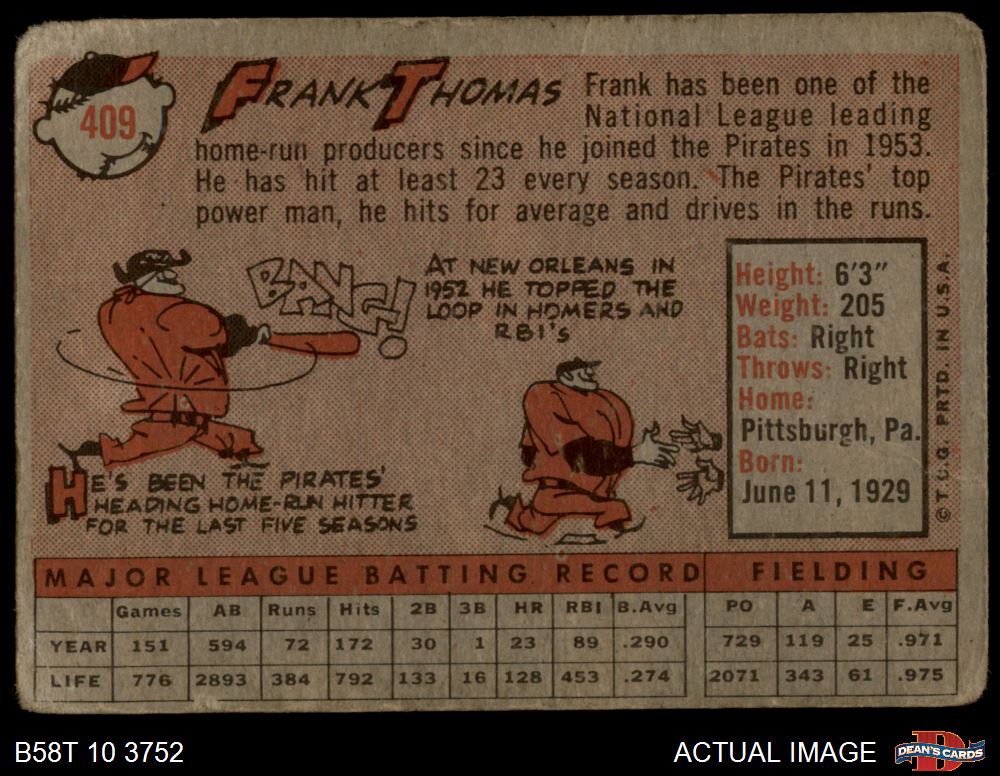 409
FRANK THOMAS
Frank has been one of the
National League leading
home-run producers since he joined the Pirates in 1953.
He has hit at least 23 every season. The Pirates' top
power man, he hits for average and drives in the runs.
BANG!
AT NEW ORLEANS IN
1952 HE TOPPED THE
LOOP IN HOMERS AND
RBI'S
HE'S BEEN THE PIRATES'
HEADING HOME-RUN HITTER
FOR THE LAST FIVE SEASONS
Height: 6'3"
Weight: 205
Bats: Right
Throws: Right
Home:
Pittsburgh, Pa.
Born:
June 11, 1929
© T.C.G. PRTD. IN U.S.A.
MAJOR LEAGUE BATTING RECORD FIELDING
Games AB Runs Hits 2B 3B HR RBI B.Avg PO A E F.Avg
YEAR 151 594 72 172 30 1 23 89 .290 729 119 25 .971
LIFE 776 2893 384 792 133 16 128 453 .274 2071 343 61 .975
B58T 10 3752
ACTUAL IMAGE
D
DEAN'S CARDS